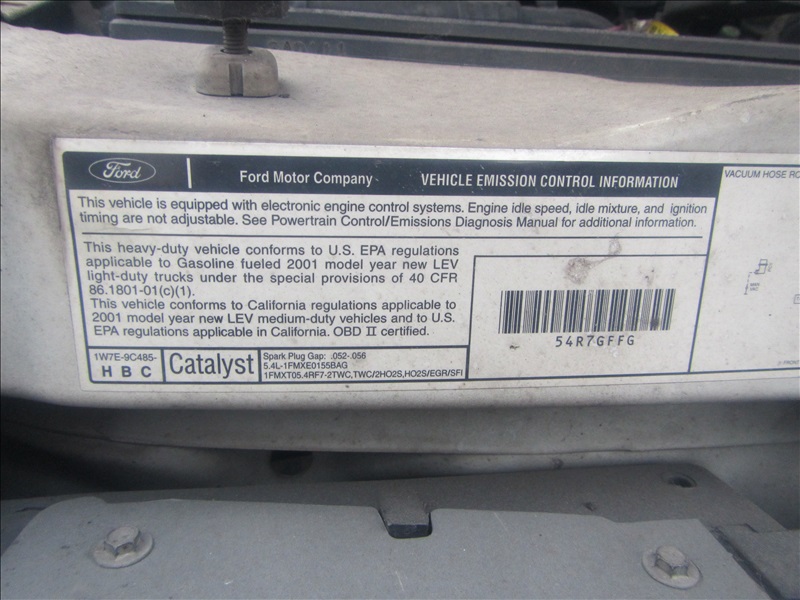 Ford
Ford Motor Company
VEHICLE EMISSION CONTROL INFORMATION
This vehicle is equipped with electronic engine control systems. Engine idle speed, idle mixture, and ignition
timing are not adjustable. See Powertrain Control/Emissions Diagnosis Manual for additional information.
This heavy-duty vehicle conforms to U.S. EPA regulations
applicable to Gasoline fueled 2001 model year new LEV
light-duty trucks under the special provisions of 40 CFR
86.1801-01(c)(1).
This vehicle conforms to California regulations applicable to
2001 model year new LEV medium-duty vehicles and to U.S.
EPA regulations applicable in California. OBD II certified.
1W7E-9C485-
H B C
Catalyst
Spark Plug Gap: .052-.056
5.4L-1FMXE0155BAG
1FMXT05.4RF7-2TWC,TWC/2HO2S,HO2S/EGR/SFI
54R7GFFG
VACUUM HOSE